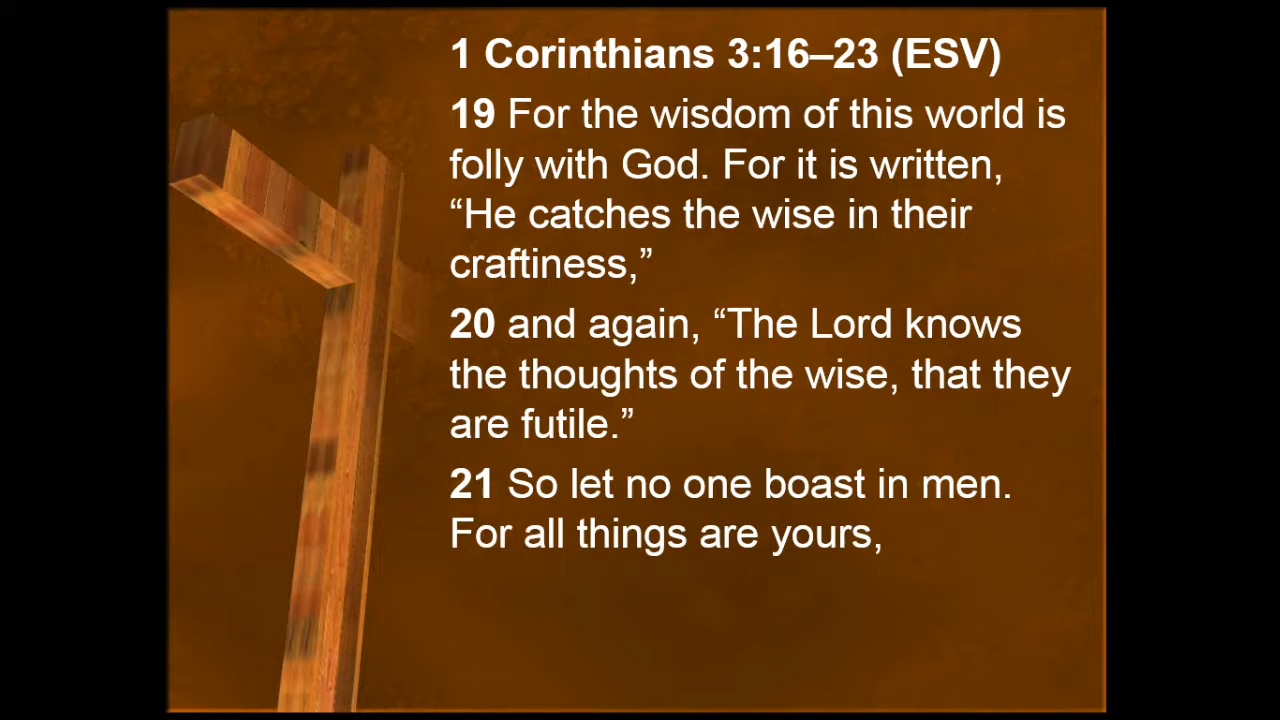 1 Corinthians 3:16–23 (ESV)
19 For the wisdom of this world is
folly with God. For it is written,
“He catches the wise in their
craftiness,”
20 and again, “The Lord knows
the thoughts of the wise, that they
are futile.”
21 So let no one boast in men.
For all things are yours,